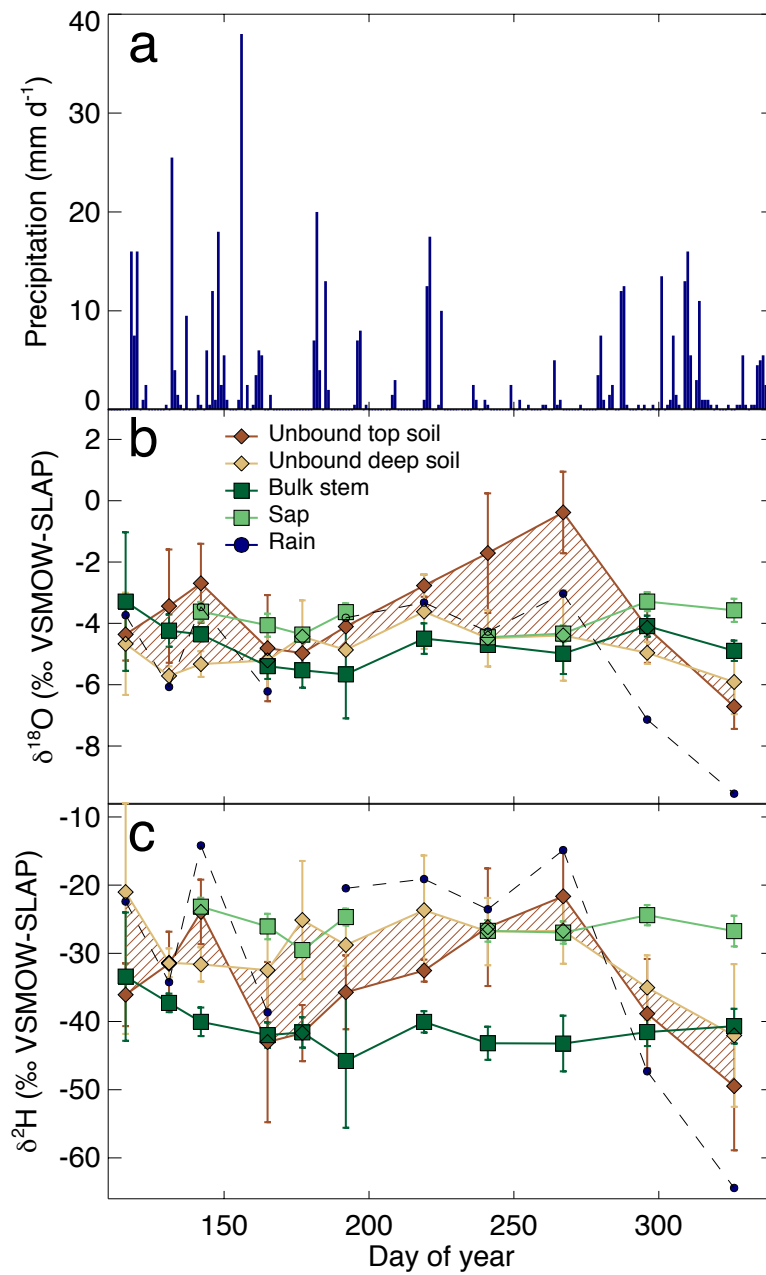 a
40
30
20
10
0
Precipitation (mm d-1)
b
Unbound top soil
Unbound deep soil
Bulk stem
Sap
Rain
2
0
-2
-4
-6
-8
δ18O (‰ VSMOW-SLAP)
c
-10
-20
-30
-40
-50
-60
δ2H (‰ VSMOW-SLAP)
150
200
250
300
Day of year